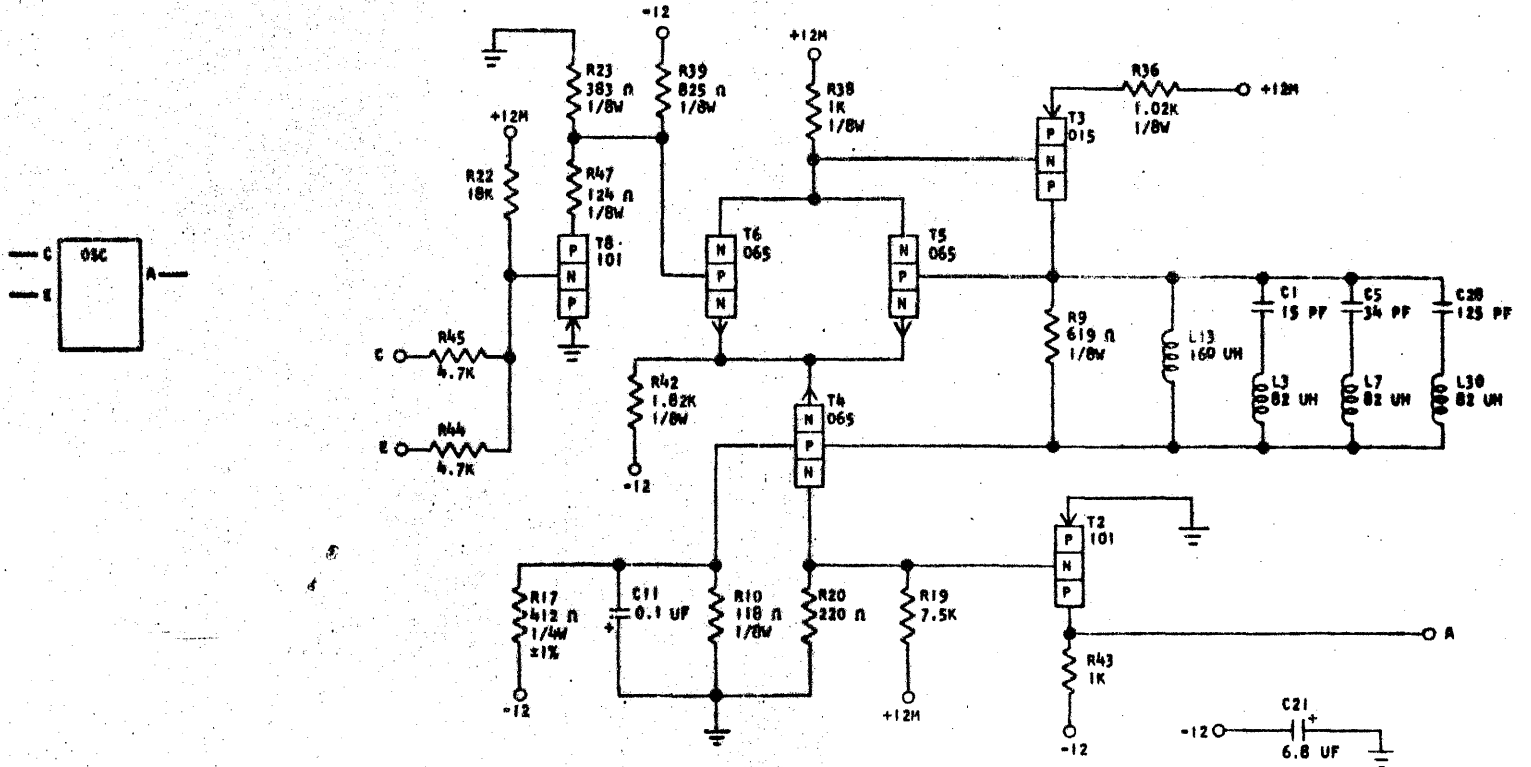 -12
R23
383 Ω
1/8W
R39
825 Ω
1/8W
+12M
R38
1K
1/8W
R36
1.02K
1/8W
+12M
T3
015
P
N
P
+12M
R22
18K
R47
124 Ω
1/8W
T8
101
P
N
P
T6
065
N
P
N
T5
065
N
P
N
C
E
OSC
A
R9
619 Ω
1/8W
L13
160 UH
C1
15 PF
C5
34 PF
C28
125 PF
L3
82 UH
L7
82 UH
L30
82 UH
C
R45
4.7K
E
R44
4.7K
R42
1.82K
1/8W
-12
T4
065
N
P
N
T2
101
P
N
P
R17
412 Ω
1/4W
±1%
-12
C11
0.1 UF
+
R10
118 Ω
1/8W
R20
220 Ω
R19
7.5K
+12M
A
R43
1K
-12
-12
C21
+
6.8 UF